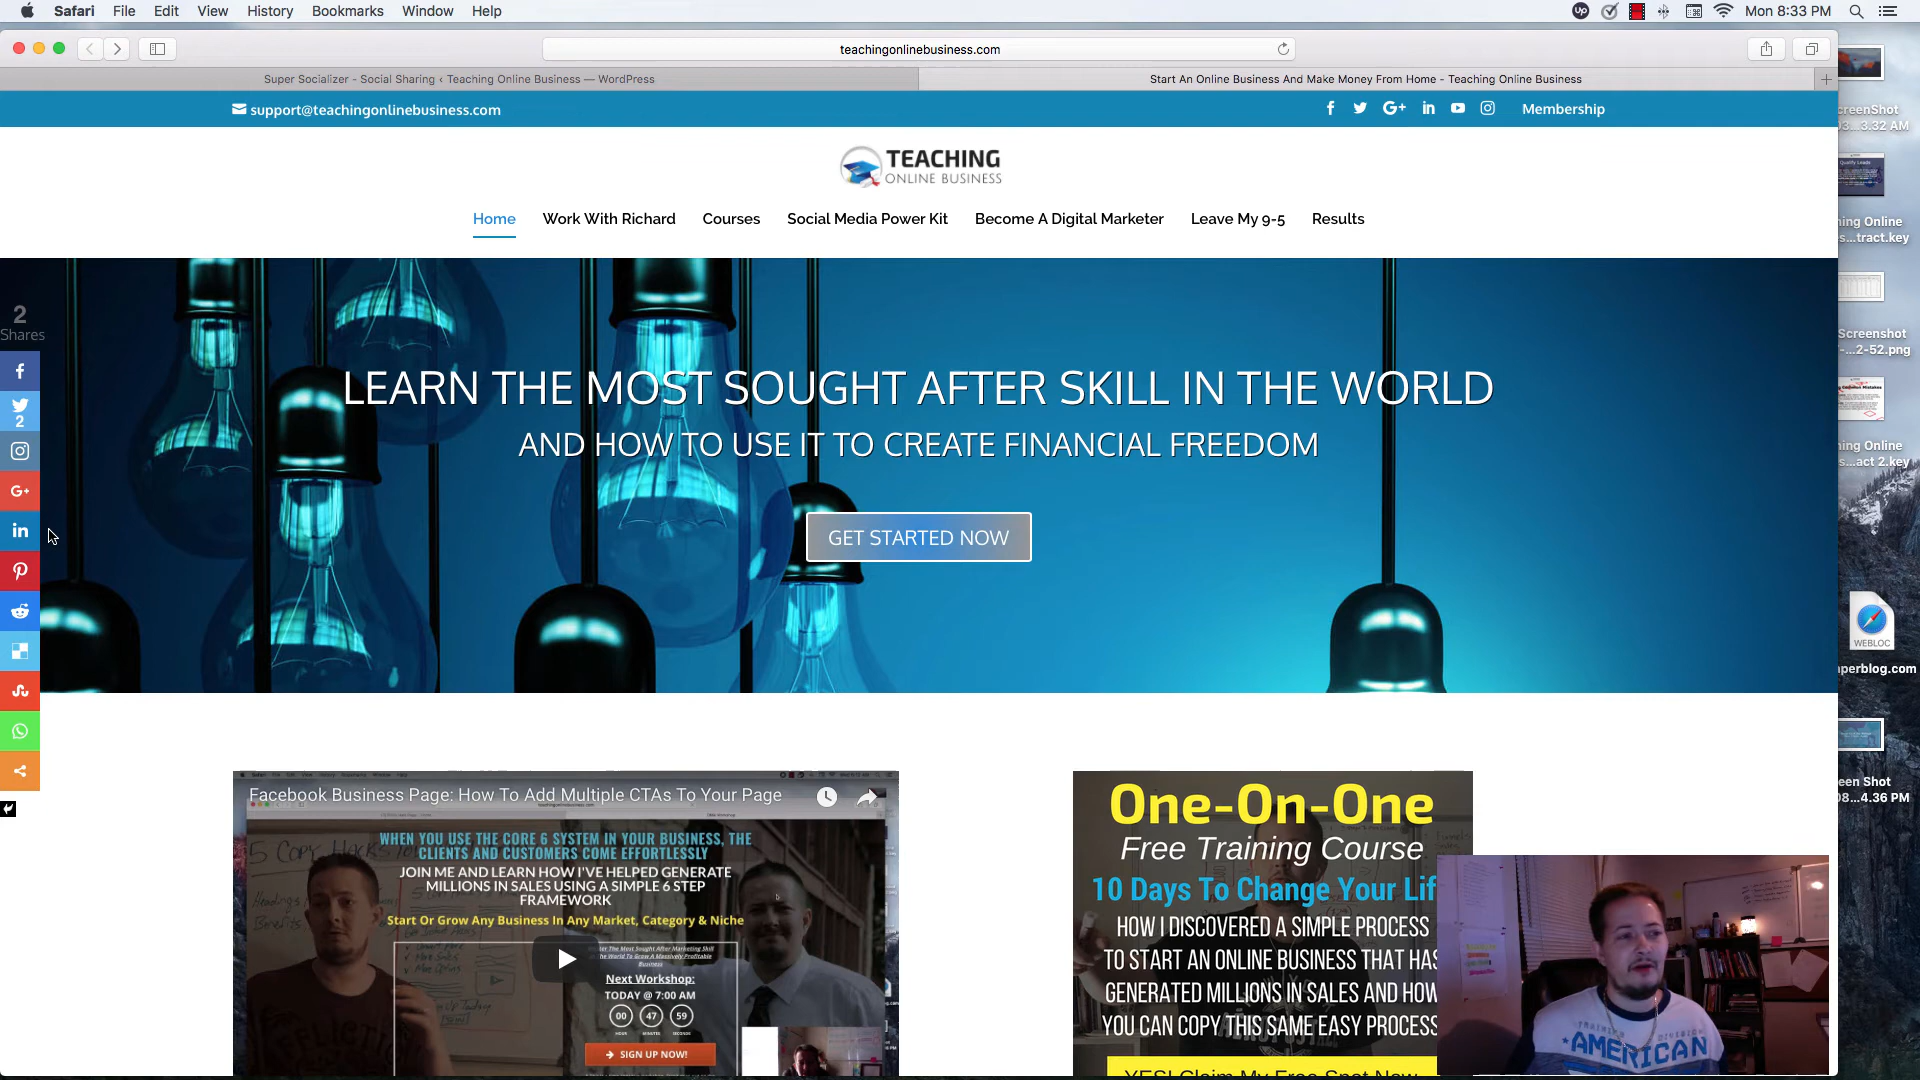 Safari File Edit View History Bookmarks Window Help
Mon 8:33 PM
teachingonlinebusiness.com
Super Socializer - Social Sharing ‹ Teaching Online Business — WordPress
Start An Online Business And Make Money From Home - Teaching Online Business
support@teachingonlinebusiness.com
Membership
TEACHING
ONLINE BUSINESS
Home Work With Richard Courses Social Media Power Kit Become A Digital Marketer Leave My 9-5 Results
2
Shares
2
LEARN THE MOST SOUGHT AFTER SKILL IN THE WORLD
AND HOW TO USE IT TO CREATE FINANCIAL FREEDOM
GET STARTED NOW
Facebook Business Page: How To Add Multiple CTAs To Your Page
WHEN YOU USE THE CORE 6 SYSTEM IN YOUR BUSINESS, THE
CLIENTS AND CUSTOMERS COME EFFORTLESSLY
JOIN ME AND LEARN HOW I'VE HELPED GENERATE
MILLIONS IN SALES USING A SIMPLE 6 STEP
FRAMEWORK
Start Or Grow Any Business In Any Market, Category & Niche
The Most Sought After Marketing Skill
Business
Next Workshop:
TODAY @ 7:00 AM
00 47 59
SIGN UP NOW!
One-On-One
Free Training Course
10 Days To Change Your Lif
HOW I DISCOVERED A SIMPLE PROCESS
TO START AN ONLINE BUSINESS THAT HAS
GENERATED MILLIONS IN SALES AND HOW
YOU CAN COPY THIS SAME EASY PROCESS
YES! Claim My Free Spot Now
AMERICAN
creenShot
3...3.32 AM
ing Online
s...tract.key
Screenshot
-...2-52.png
ing Online
s...act 2.key
WEBLOC
perblog.com
een Shot
08...4.36 PM